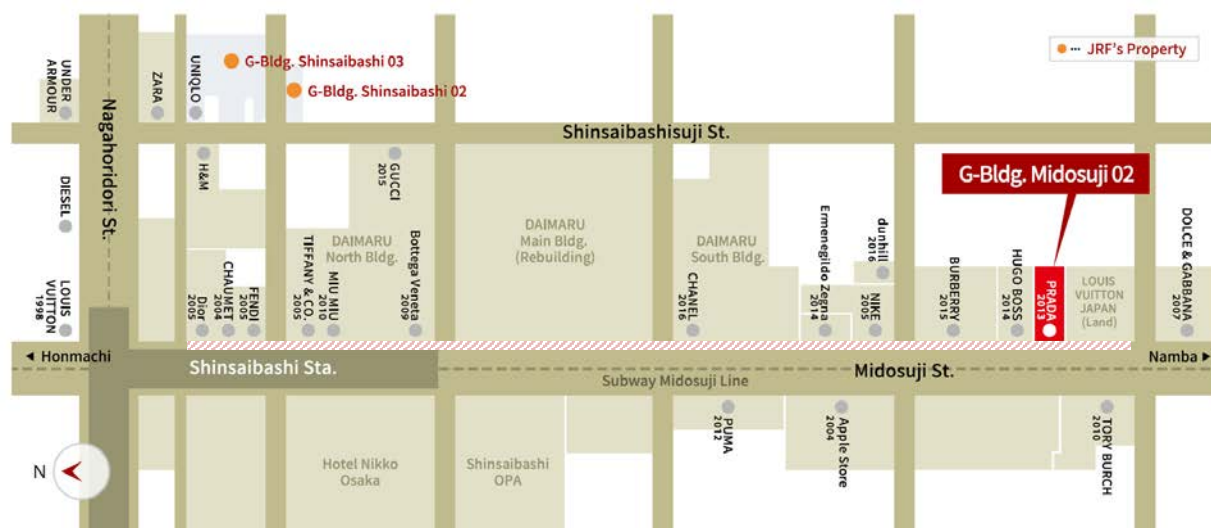 UNDER
ARMOUR
ZARA
UNIQLO
G-Bldg. Shinsaibashi 03
G-Bldg. Shinsaibashi 02
JRF's Property
Nagahoridori St.
Shinsaibashisuji St.
DIESEL
H&M
GUCCI
2015
G-Bldg. Midosuji 02
LOUIS
VUITTON
1998
Dior
2005
CHAUMET
2004
FENDI
2005
TIFFANY & CO.
2005
MIU MIU
2010
DAIMARU
North Bldg.
Bottega Veneta
2009
DAIMARU
Main Bldg.
(Rebuilding)
DAIMARU
South Bldg.
CHANEL
2016
Ermenegildo Zegna
2014
dunhill
2016
NIKE
2005
BURBERRY
2015
HUGO BOSS
2014
PRADA
2013
LOUIS
VUITTON
JAPAN
(Land)
DOLCE & GABBANA
2007
Honmachi
Shinsaibashi Sta.
Namba
Midosuji St.
Subway Midosuji Line
Hotel Nikko
Osaka
Shinsaibashi
OPA
PUMA
2012
Apple Store
2004
TORY BURCH
2010
N